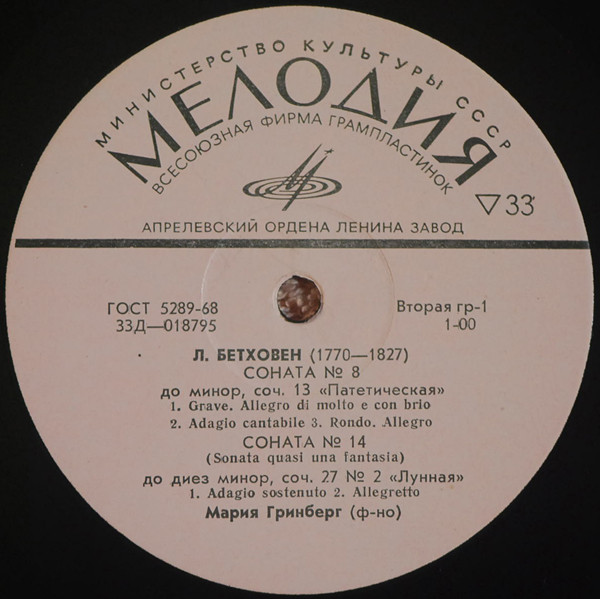 МИНИСТЕРСТВО КУЛЬТУРЫ СССР
МЕЛОДИЯ
ВСЕСОЮЗНАЯ ФИРМА ГРАМПЛАСТИНОК
▽33
АПРЕЛЕВСКИЙ ОРДЕНА ЛЕНИНА ЗАВОД
ГОСТ 5289-68
33Д—018795
Вторая гр-1
1-00
Л. БЕТХОВЕН (1770—1827)
СОНАТА № 8
до минор, соч. 13 «Патетическая»
1. Grave. Allegro di molto e con brio
2. Adagio cantabile 3. Rondo. Allegro
СОНАТА № 14
(Sonata quasi una fantasia)
до диез минор, соч. 27 № 2 «Лунная»
1. Adagio sostenuto 2. Allegretto
Мария Гринберг (ф-но)